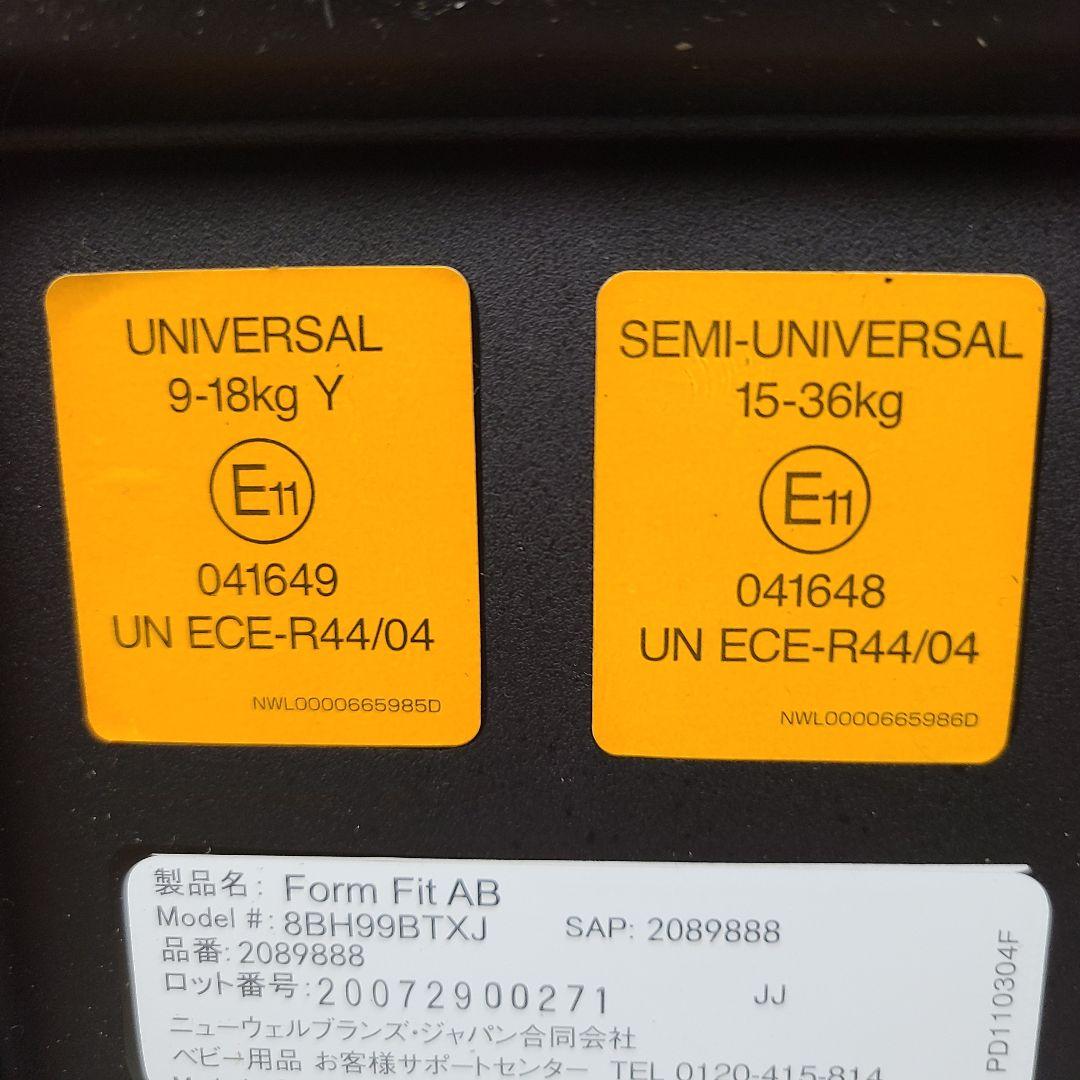 UNIVERSAL
9-18kg Y
E11
041649
UN ECE-R44/04
NWL0000665985D
SEMI-UNIVERSAL
15-36kg
E11
041648
UN ECE-R44/04
NWL0000665986D
製品名: Form Fit AB
Model #: 8BH99BTXJ SAP: 2089888
品番: 2089888
ロット番号: 20072900271 JJ
ニューウェルブランズ・ジャパン合同会社
ベビー用品 お客様サポートセンター TEL 0120-415-814
PD110304F